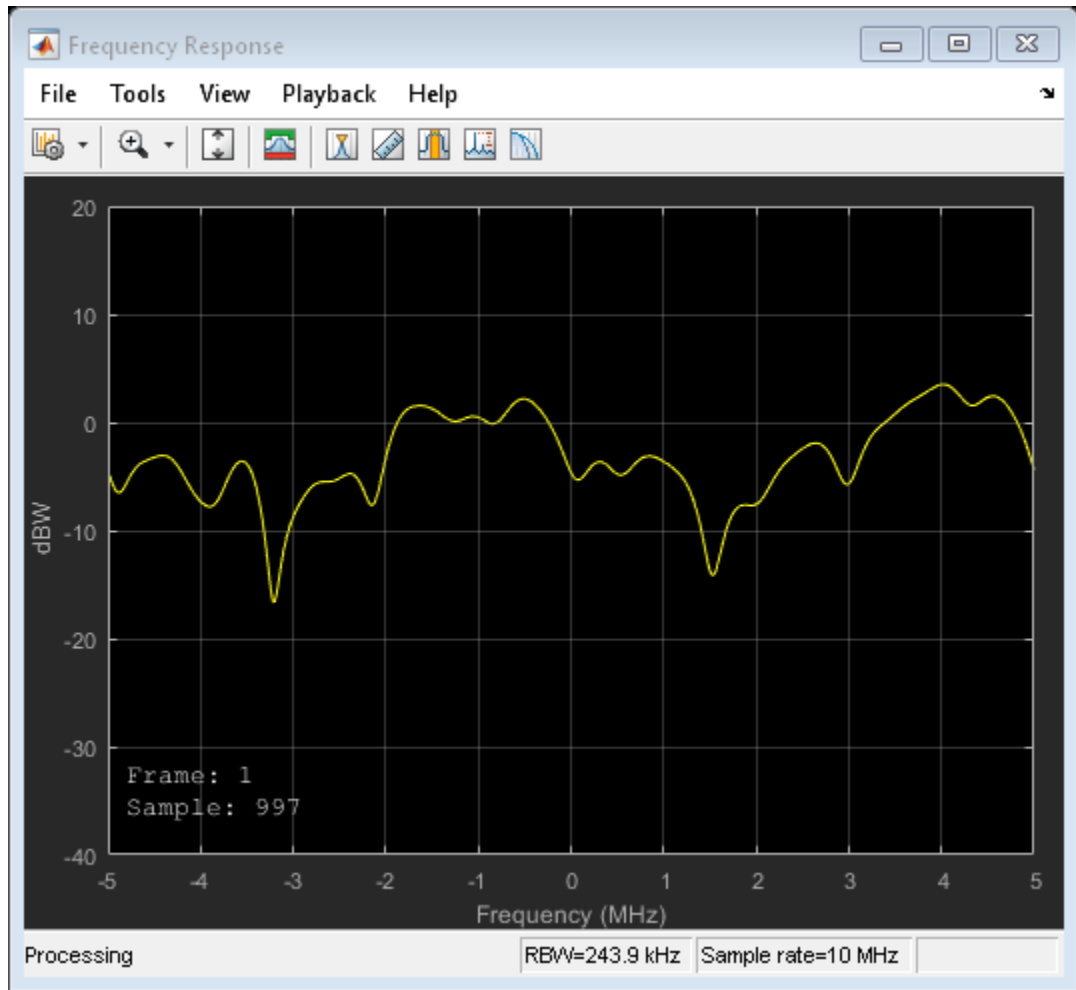 Frequency Response
File Tools View Playback Help
20
10
0
-10
-20
-30
-40
dBW
Frame: 1
Sample: 997
-5 -4 -3 -2 -1 0 1 2 3 4 5
Frequency (MHz)
Processing RBW=243.9 kHz Sample rate=10 MHz